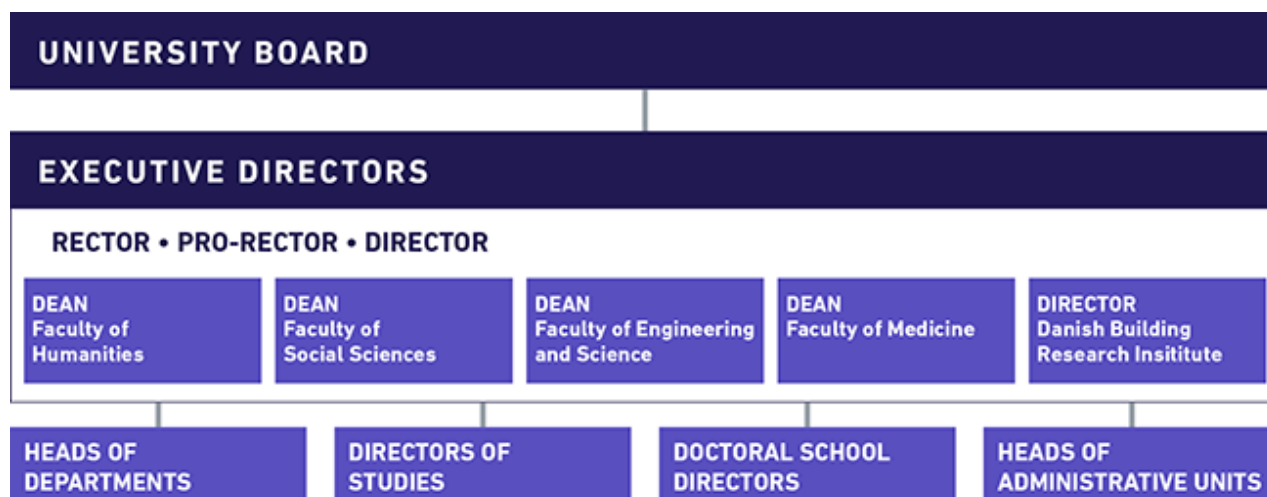 UNIVERSITY BOARD
EXECUTIVE DIRECTORS
RECTOR • PRO-RECTOR • DIRECTOR
DEAN
Faculty of
Humanities
DEAN
Faculty of
Social Sciences
DEAN
Faculty of Engineering
and Science
DEAN
Faculty of Medicine
DIRECTOR
Danish Building
Research Insititute
HEADS OF
DEPARTMENTS
DIRECTORS OF
STUDIES
DOCTORAL SCHOOL
DIRECTORS
HEADS OF
ADMINISTRATIVE UNITS